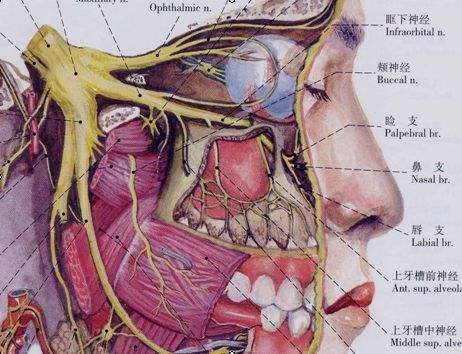 Ophthalmic n.
眶下神经
Infraorbital n.
颊神经
Buccal n.
睑 支
Palpebral br.
鼻 支
Nasal br.
唇 支
Labial br.
上牙槽前神经
Ant. sup. alveola
上牙槽中神经
Middle sup. alve